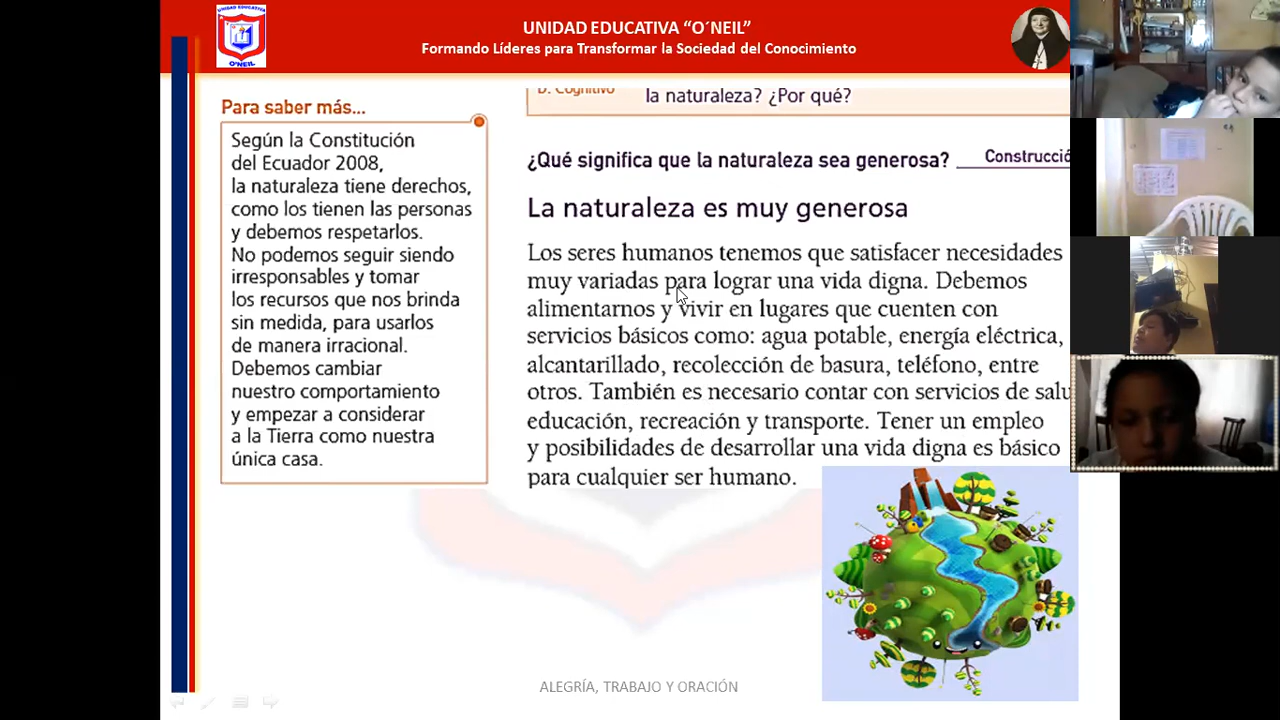 UNIDAD EDUCATIVA
O'NEIL
UNIDAD EDUCATIVA “O´NEIL”
Formando Líderes para Transformar la Sociedad del Conocimiento
Para saber más...
Según la Constitución
del Ecuador 2008,
la naturaleza tiene derechos,
como los tienen las personas
y debemos respetarlos.
No podemos seguir siendo
irresponsables y tomar
los recursos que nos brinda
sin medida, para usarlos
de manera irracional.
Debemos cambiar
nuestro comportamiento
y empezar a considerar
a la Tierra como nuestra
única casa.
D. Cognitivo
la naturaleza? ¿Por qué?
¿Qué significa que la naturaleza sea generosa? Construcció
La naturaleza es muy generosa
Los seres humanos tenemos que satisfacer necesidades
muy variadas para lograr una vida digna. Debemos
alimentarnos y vivir en lugares que cuenten con
servicios básicos como: agua potable, energía eléctrica,
alcantarillado, recolección de basura, teléfono, entre
otros. También es necesario contar con servicios de salu
educación, recreación y transporte. Tener un empleo
y posibilidades de desarrollar una vida digna es básico
para cualquier ser humano.
ALEGRÍA, TRABAJO Y ORACIÓN